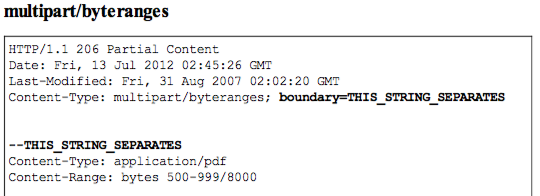 multipart/byteranges
HTTP/1.1 206 Partial Content
Date: Fri, 13 Jul 2012 02:45:26 GMT
Last-Modified: Fri, 31 Aug 2007 02:02:20 GMT
Content-Type: multipart/byteranges; boundary=THIS_STRING_SEPARATES
--THIS_STRING_SEPARATES
Content-Type: application/pdf
Content-Range: bytes 500-999/8000